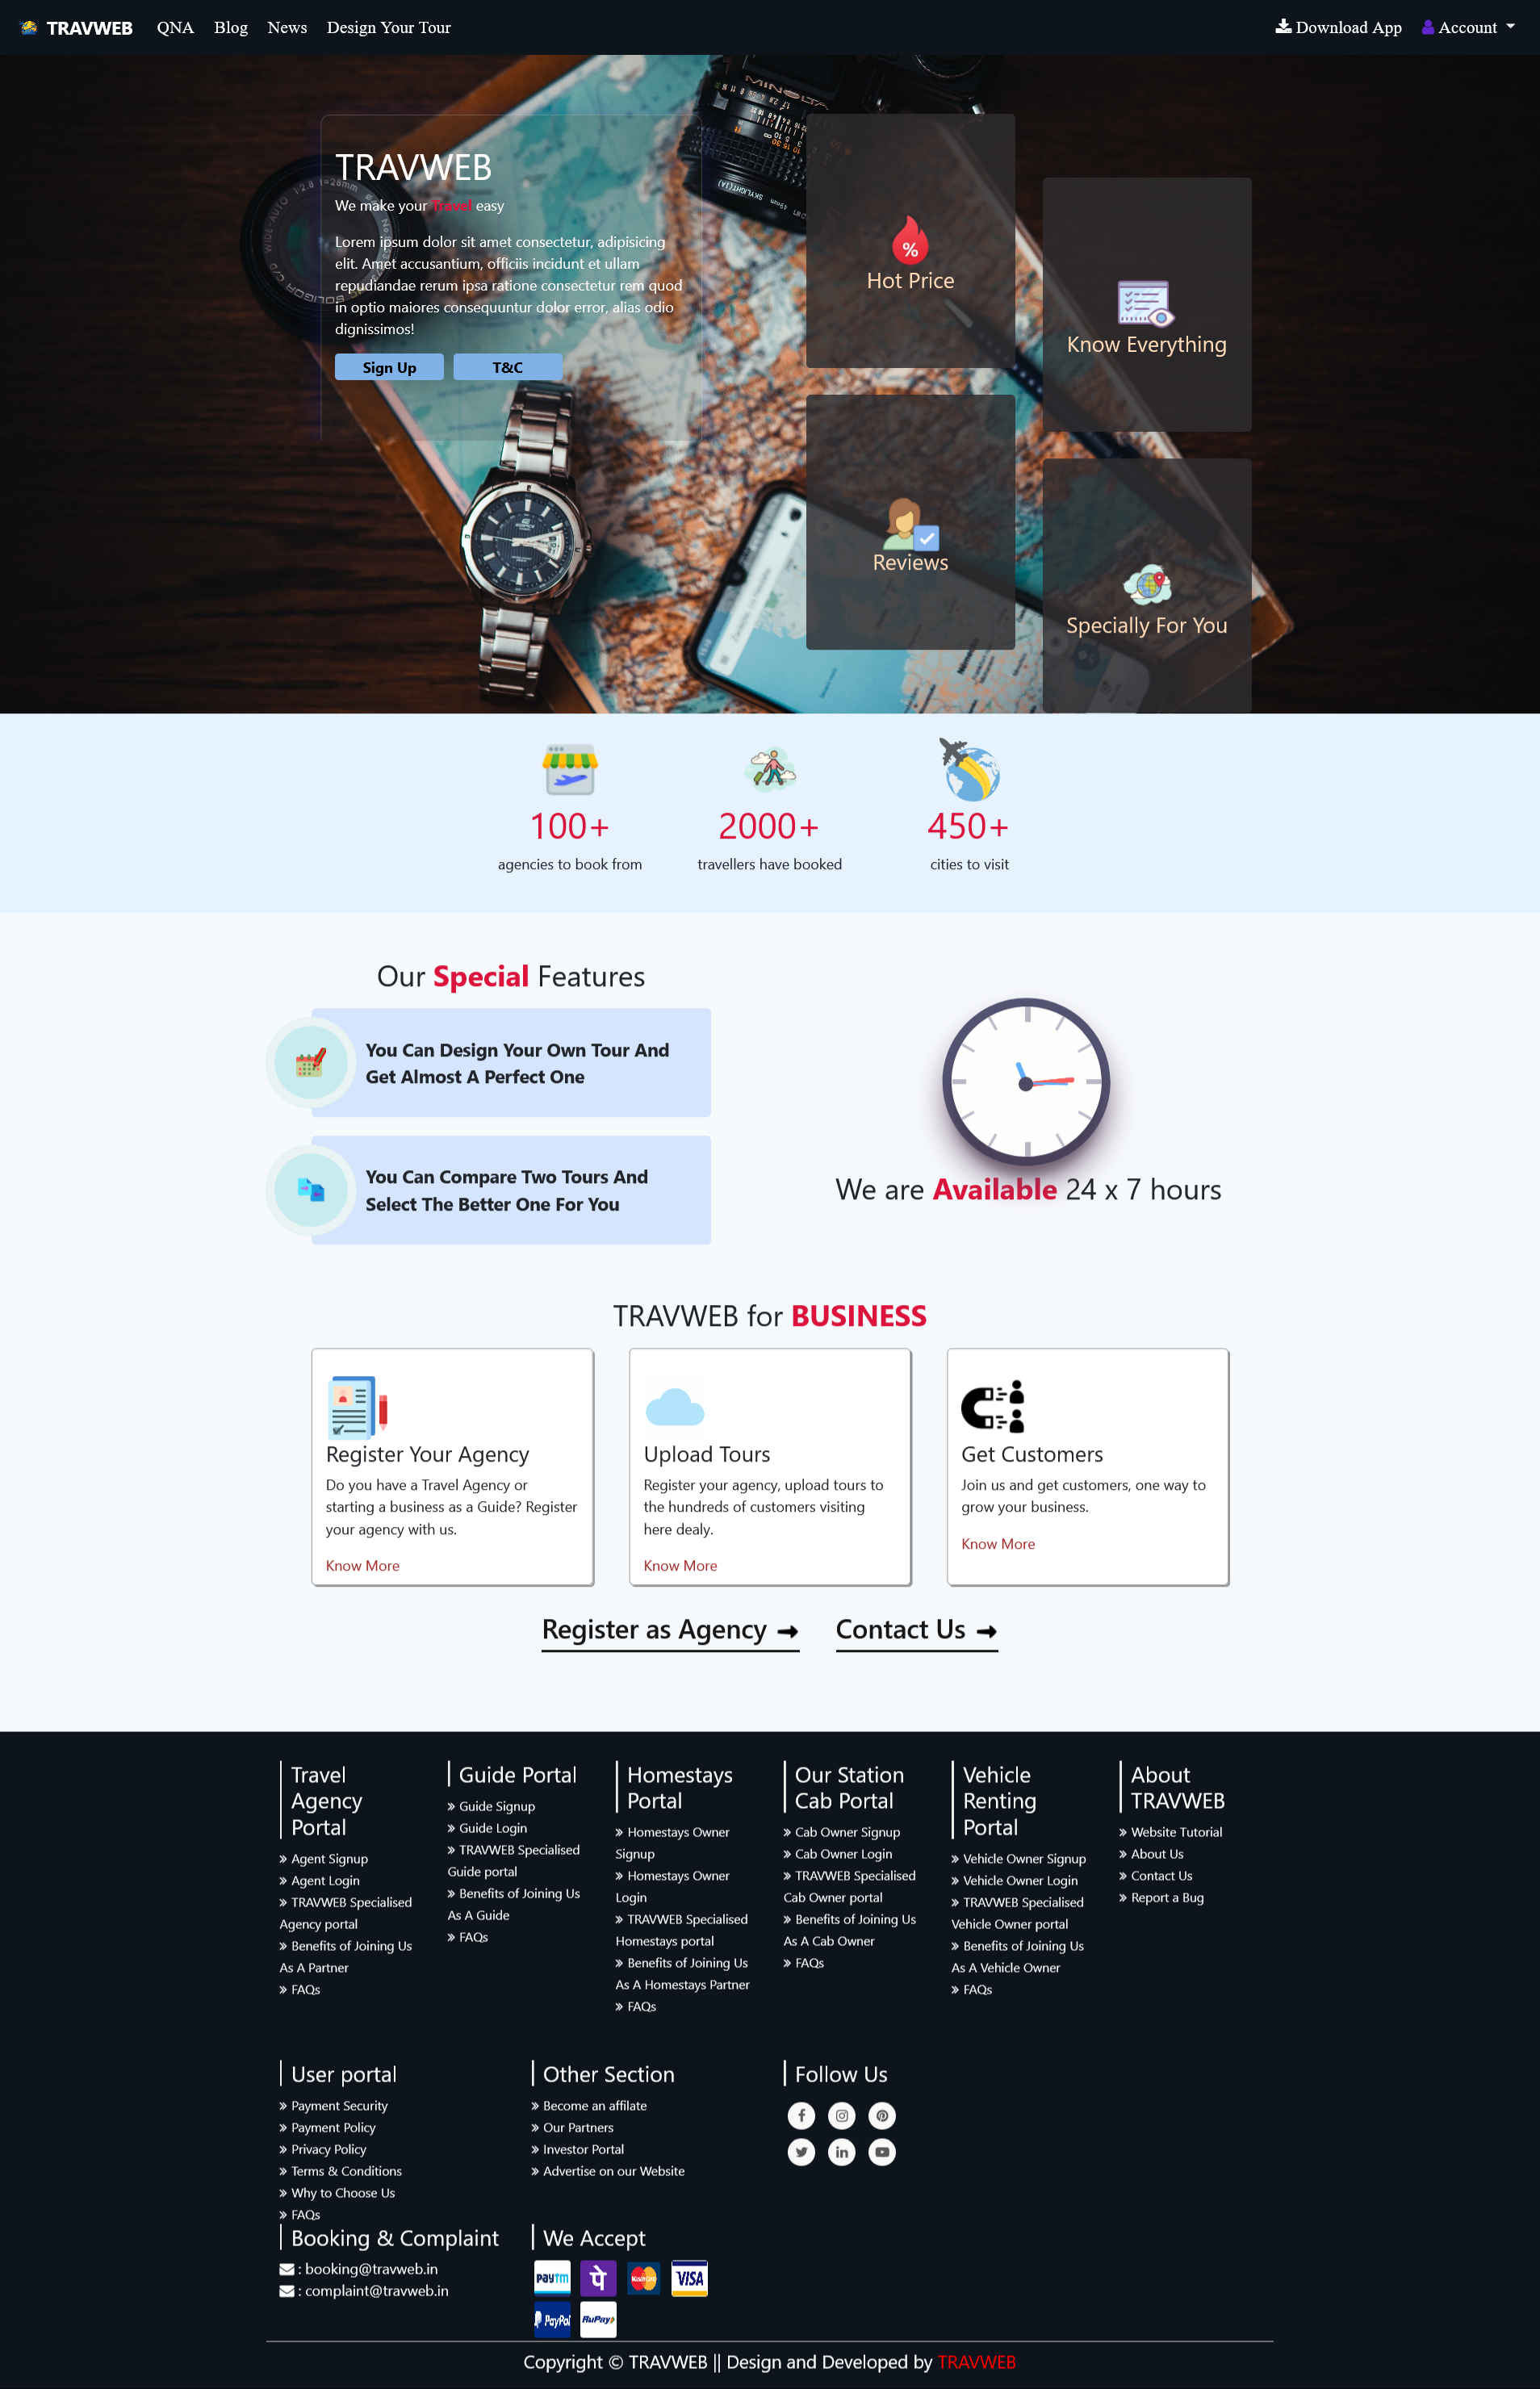 TRAVWEB QNA Blog News Design Your Tour Download App Account
TRAVWEB
We make your Travel easy
Lorem ipsum dolor sit amet consectetur, adipisicing
elit. Amet accusantium, officiis incidunt et ullam
repudiandae rerum ipsa ratione consectetur rem quod
in optio maiores consequuntur dolor error, alias odio
dignissimos!
Sign Up T&C
MINOLTA
SKYLIGHT(1A)
49mm
WIDE-AUTO 1:2.8 f=28mm
EDIFICE
%
Hot Price
Know Everything
Reviews
Specially For You
100+
agencies to book from
2000+
travellers have booked
450+
cities to visit
Our Special Features
You Can Design Your Own Tour And
Get Almost A Perfect One
You Can Compare Two Tours And
Select The Better One For You
We are Available 24 x 7 hours
TRAVWEB for BUSINESS
Register Your Agency
Do you have a Travel Agency or
starting a business as a Guide? Register
your agency with us.
Know More
Upload Tours
Register your agency, upload tours to
the hundreds of customers visiting
here dealy.
Know More
Get Customers
Join us and get customers, one way to
grow your business.
Know More
Register as Agency
Contact Us
Travel
Agency
Portal
» Agent Signup
» Agent Login
» TRAVWEB Specialised
Agency portal
» Benefits of Joining Us
As A Partner
» FAQs
Guide Portal
» Guide Signup
» Guide Login
» TRAVWEB Specialised
Guide portal
» Benefits of Joining Us
As A Guide
» FAQs
Homestays
Portal
» Homestays Owner
Signup
» Homestays Owner
Login
» TRAVWEB Specialised
Homestays portal
» Benefits of Joining Us
As A Homestays Partner
» FAQs
Our Station
Cab Portal
» Cab Owner Signup
» Cab Owner Login
» TRAVWEB Specialised
Cab Owner portal
» Benefits of Joining Us
As A Cab Owner
» FAQs
Vehicle
Renting
Portal
» Vehicle Owner Signup
» Vehicle Owner Login
» TRAVWEB Specialised
Vehicle Owner portal
» Benefits of Joining Us
As A Vehicle Owner
» FAQs
About
TRAVWEB
» Website Tutorial
» About Us
» Contact Us
» Report a Bug
User portal
» Payment Security
» Payment Policy
» Privacy Policy
» Terms & Conditions
» Why to Choose Us
» FAQs
Other Section
» Become an affilate
» Our Partners
» Investor Portal
» Advertise on our Website
Follow Us
Booking & Complaint
: booking@travweb.in
: complaint@travweb.in
We Accept
paytm पे MasterCard VISA
PayPal RuPay
Copyright © TRAVWEB || Design and Developed by TRAVWEB